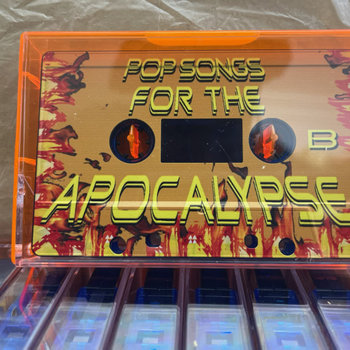 POP SONGS
FOR THE
B
APOCALYPSE